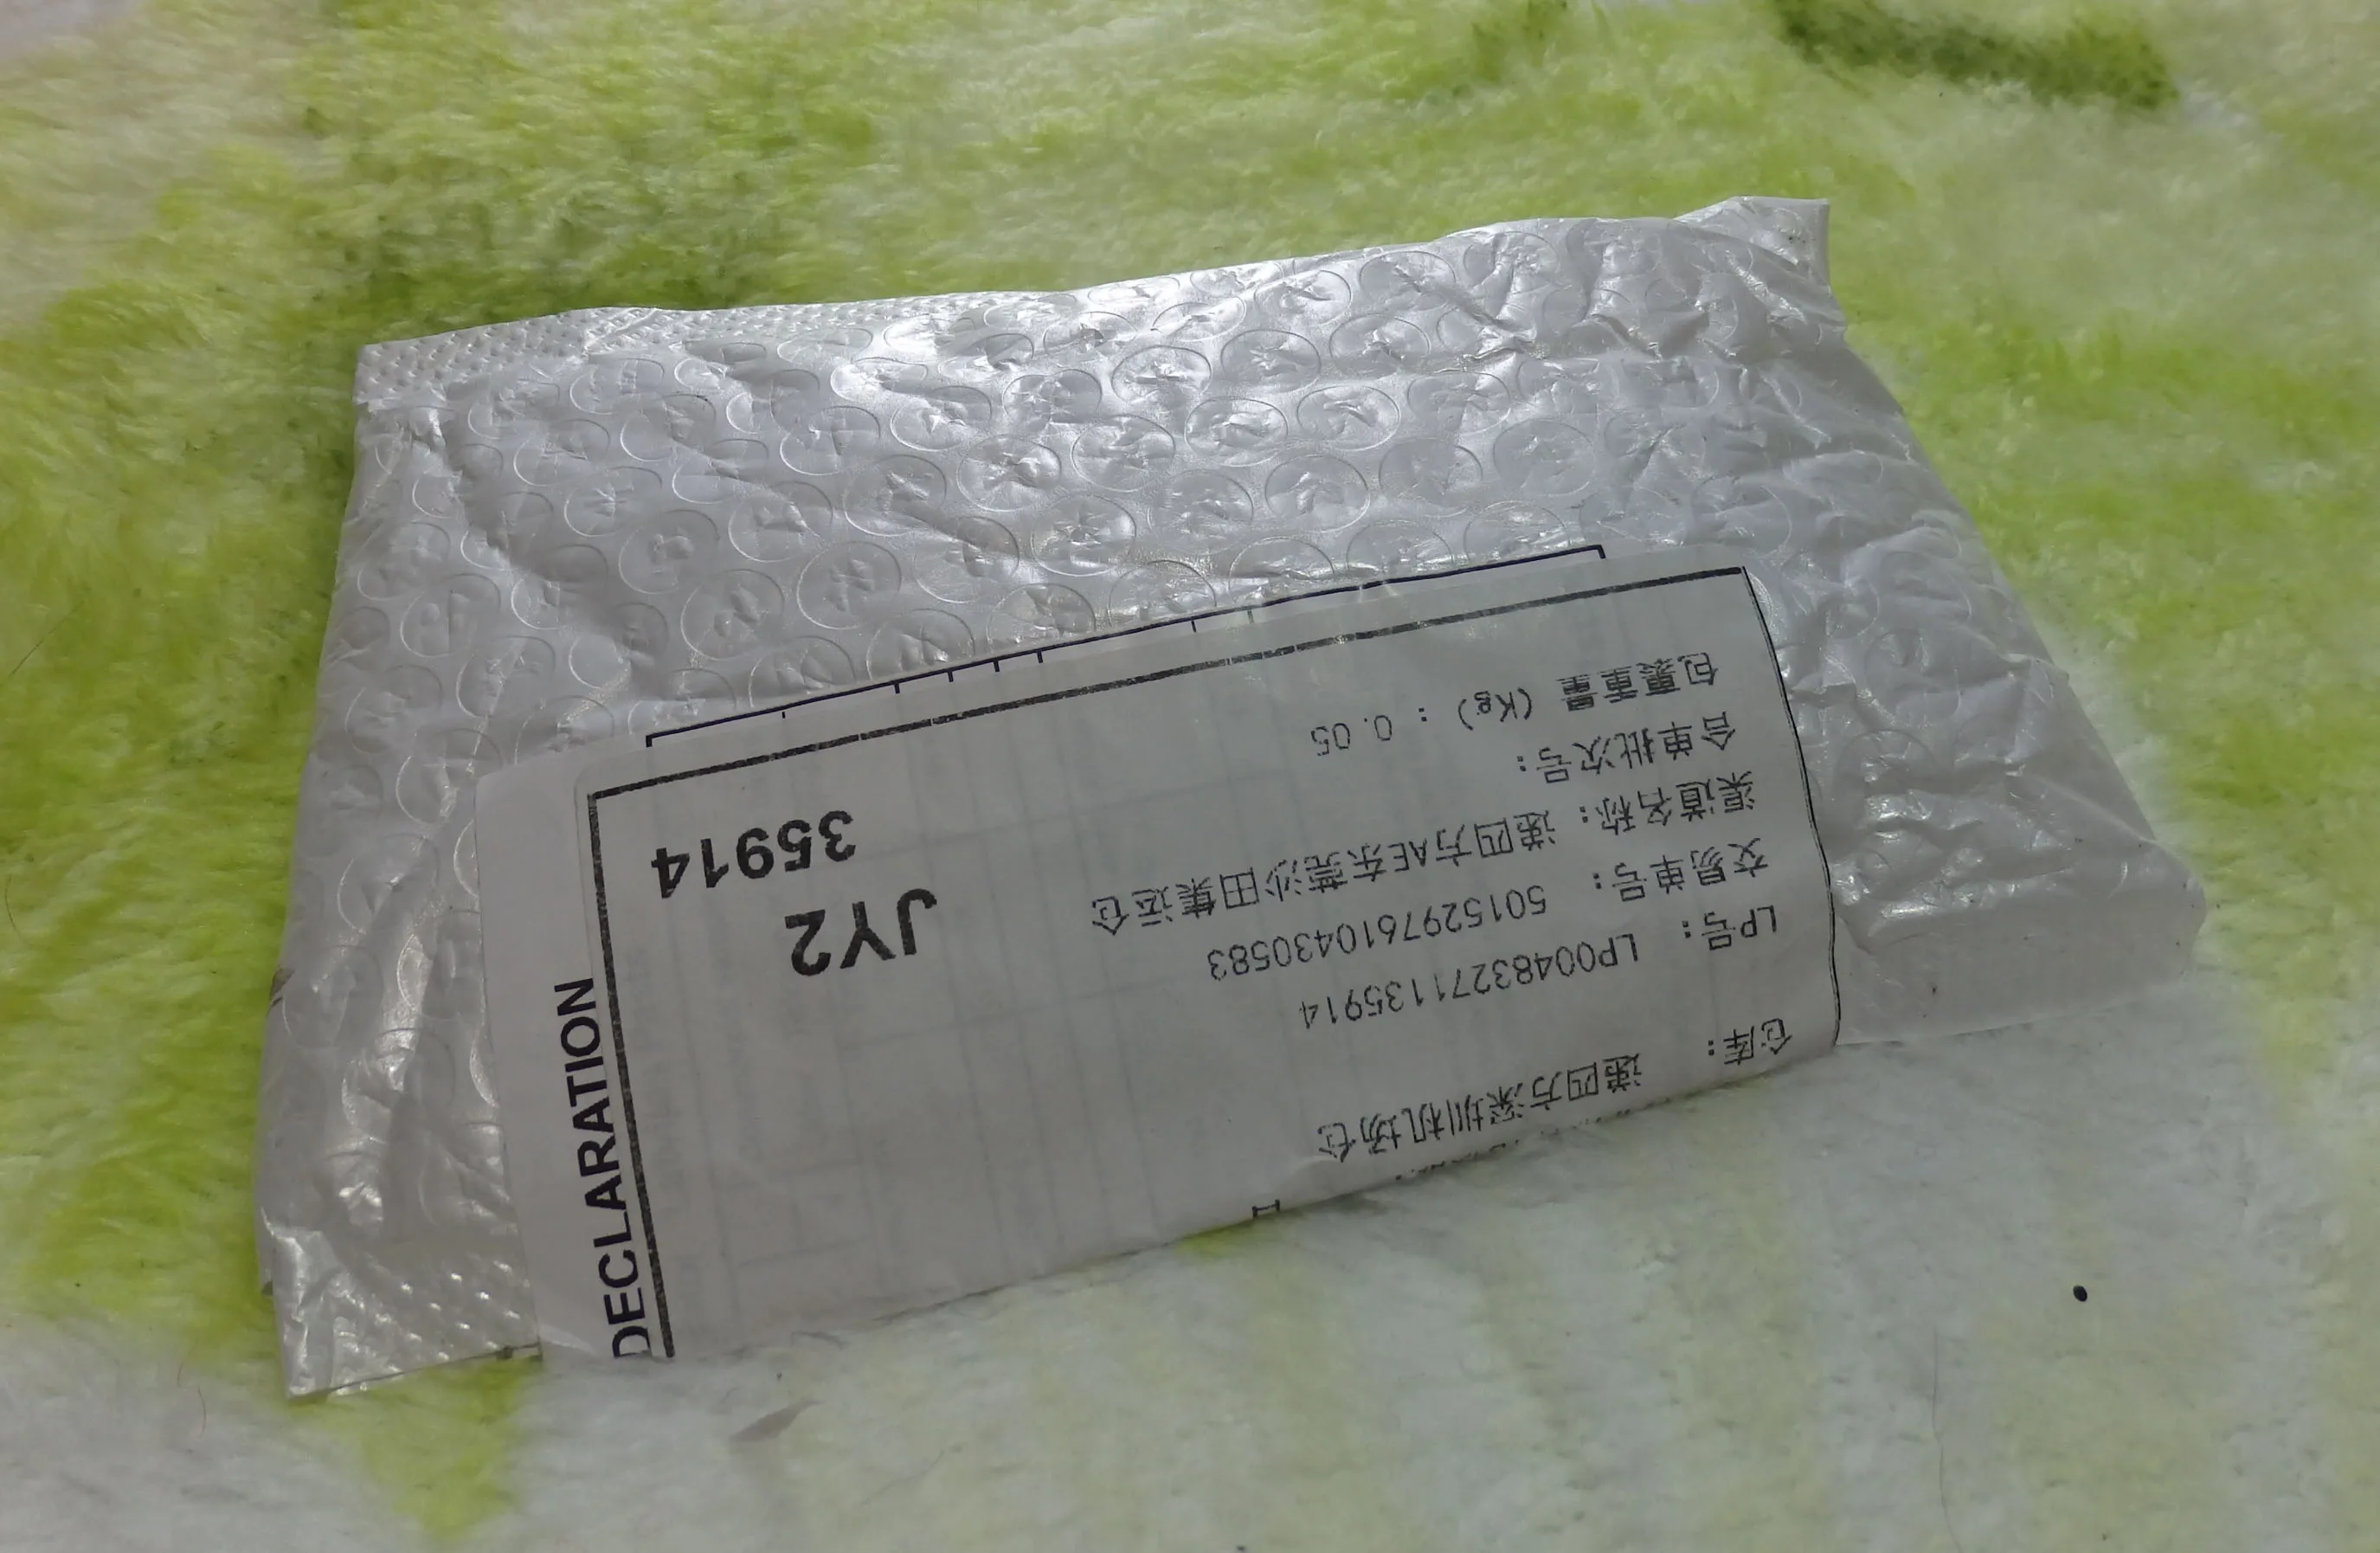 仓库： 递四方深圳机场仓
LP号： LP00483271135914
交易单号： 5015297610430583
渠道名称： 递四方AE东莞沙田集运仓
合单批次号：
包裹重量 (Kg) : 0.05
JY2
35914
DECLARATION